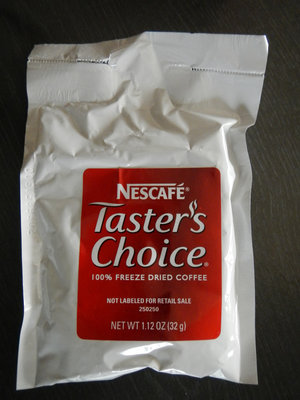 NESCAFÉ®
Taster's
Choice®
100% FREEZE DRIED COFFEE
NOT LABELED FOR RETAIL SALE
250250
NET WT 1.12 OZ (32 g)